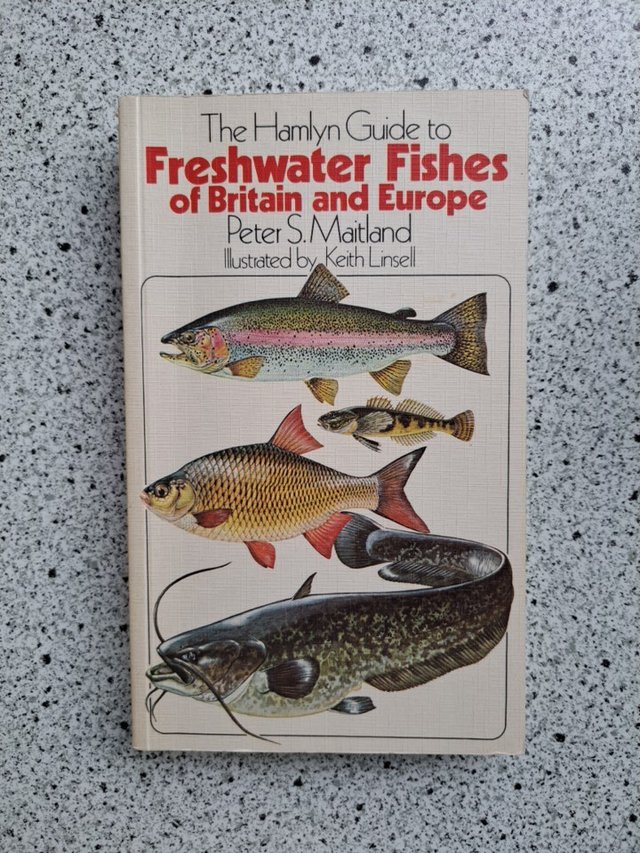 The Hamlyn Guide to
Freshwater Fishes
of Britain and Europe
Peter S. Maitland
Illustrated by Keith Linsell